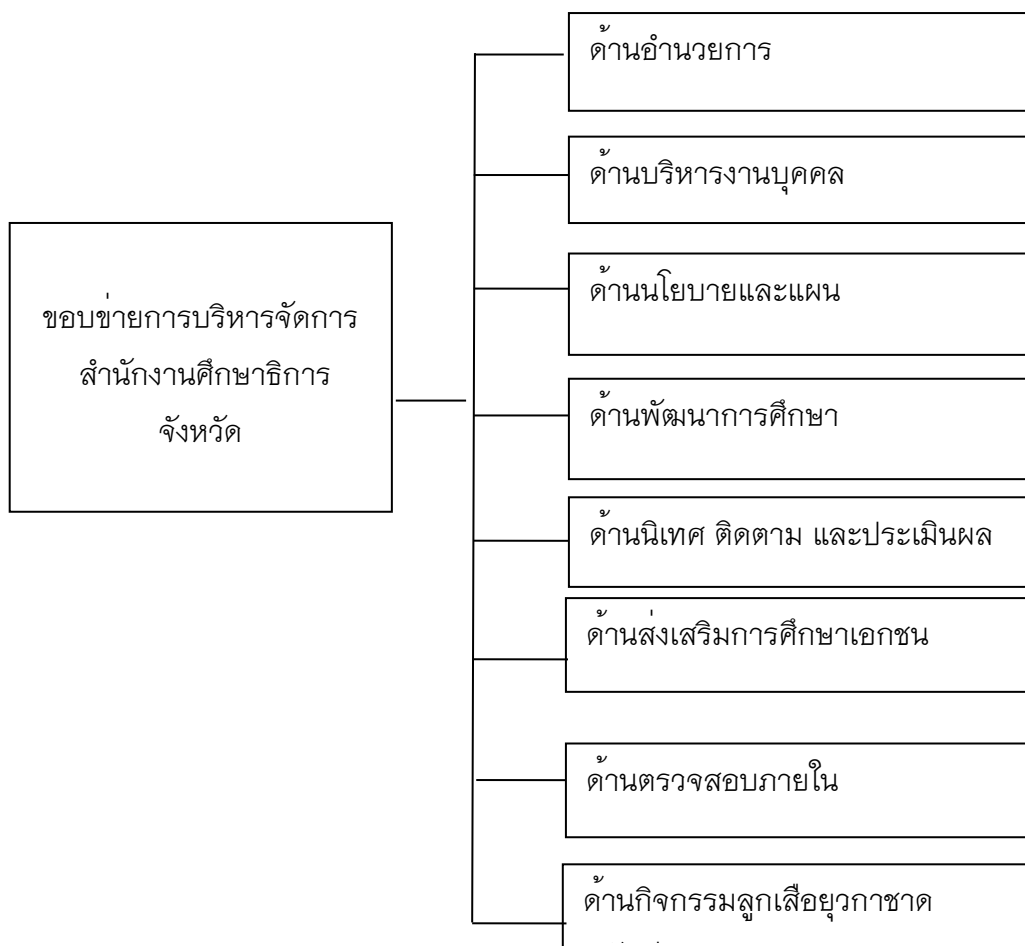 ด้านอำนวยการ
ด้านบริหารงานบุคคล
ด้านนโยบายและแผน
ขอบข่ายการบริหารจัดการ
สำนักงานศึกษาธิการ
จังหวัด
ด้านพัฒนาการศึกษา
ด้านนิเทศ ติดตาม และประเมินผล
ด้านส่งเสริมการศึกษาเอกชน
ด้านตรวจสอบภายใน
ด้านกิจกรรมลูกเสือยุวกาชาด